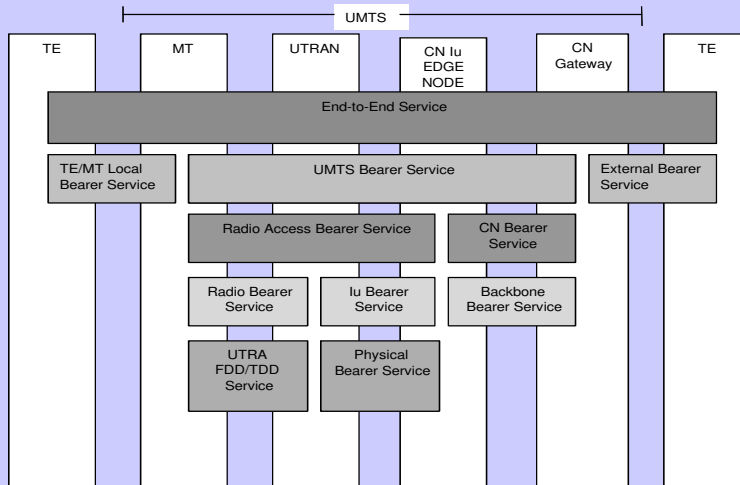 UMTS
TE
MT
UTRAN
CN Iu
EDGE
NODE
CN
Gateway
TE
End-to-End Service
TE/MT Local
Bearer Service
UMTS Bearer Service
External Bearer
Service
Radio Access Bearer Service
CN Bearer
Service
Radio Bearer
Service
Iu Bearer
Service
Backbone
Bearer Service
UTRA
FDD/TDD
Service
Physical
Bearer Service